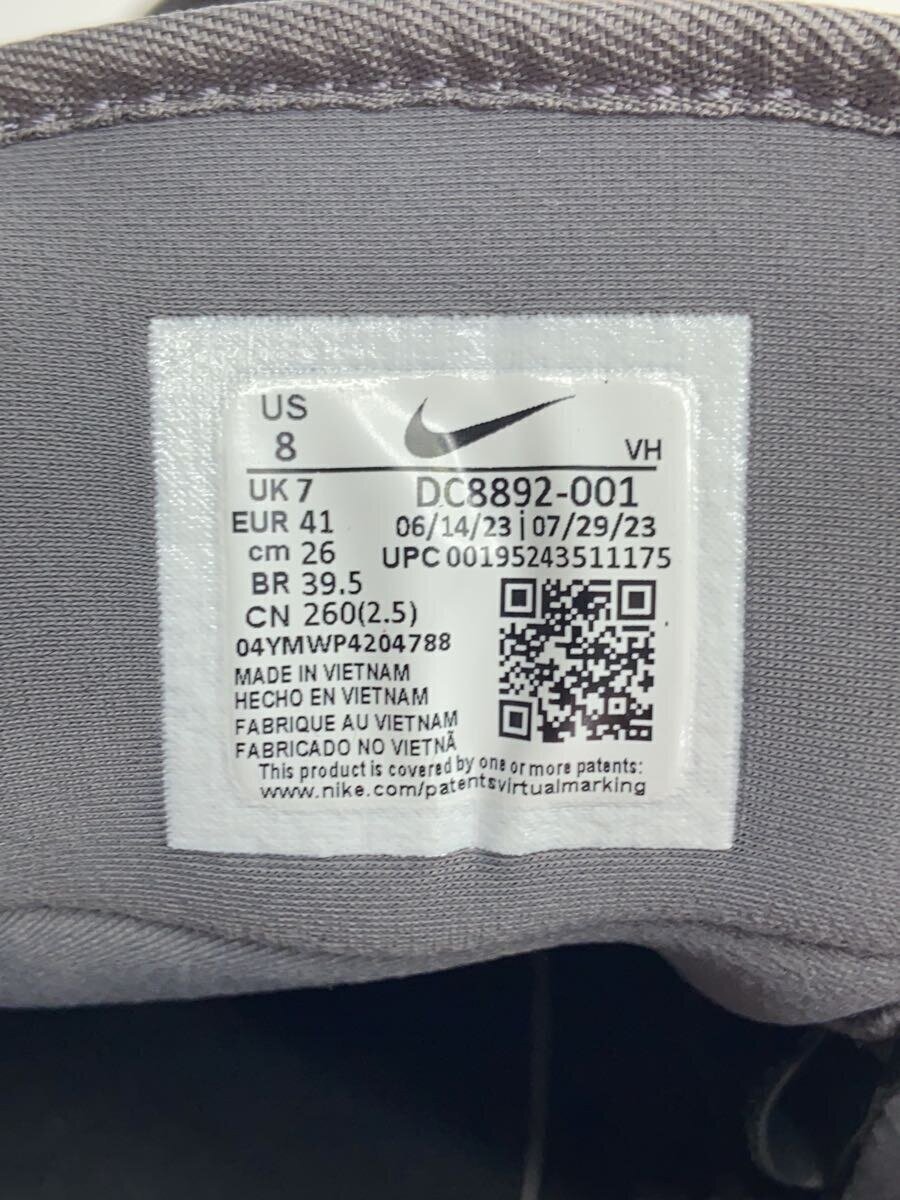 US
8
VH
UK 7
DC8892-001
EUR 41
06/14/23 | 07/29/23
cm 26
UPC 00195243511175
BR 39.5
CN 260(2.5)
04YMWP4204788
MADE IN VIETNAM
HECHO EN VIETNAM
FABRIQUE AU VIETNAM
FABRICADO NO VIETNÃ
This product is covered by one or more patents:
www.nike.com/patentsvirtualmarking